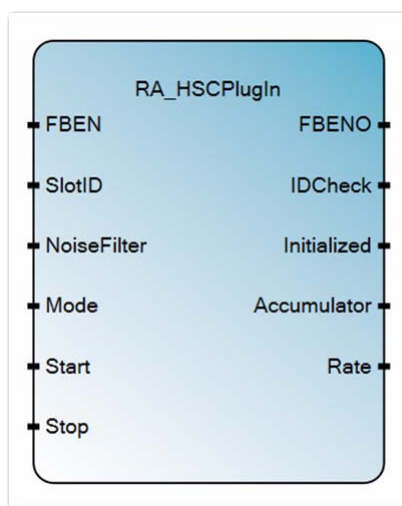 RA_HSCPlugIn
FBEN FBENO
SlotID IDCheck
NoiseFilter Initialized
Mode Accumulator
Start Rate
Stop